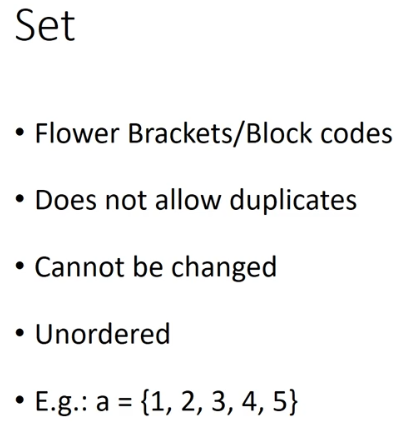 Set
• Flower Brackets/Block codes
• Does not allow duplicates
• Cannot be changed
• Unordered
• E.g.: a = {1, 2, 3, 4, 5}